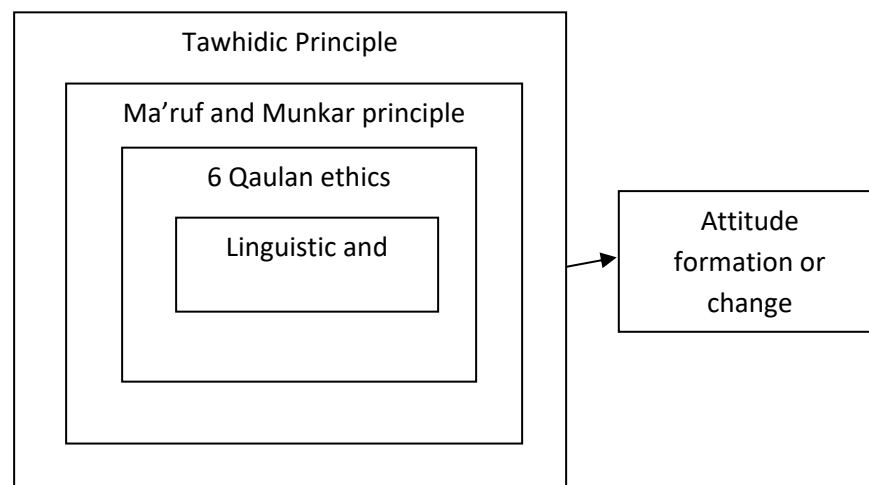 Tawhidic Principle
Ma’ruf and Munkar principle
6 Qaulan ethics
Linguistic and
Attitude
formation or
change